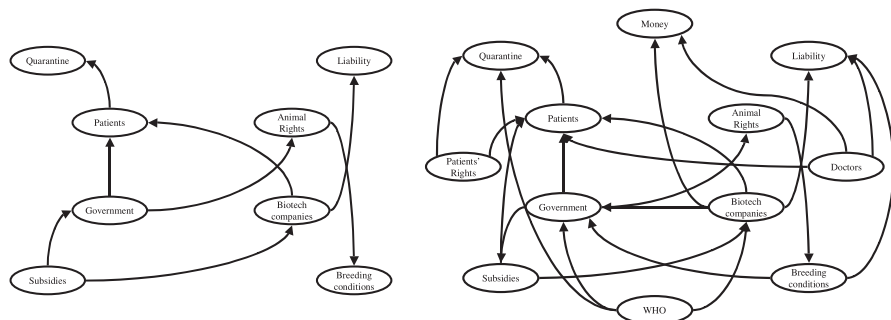 Quarantine
Liability
Patients
Animal
Rights
Government
Biotech
companies
Subsidies
Breeding
conditions
Money
Quarantine
Liability
Patients
Animal
Rights
Patients'
Rights
Doctors
Government
Biotech
companies
Subsidies
Breeding
conditions
WHO